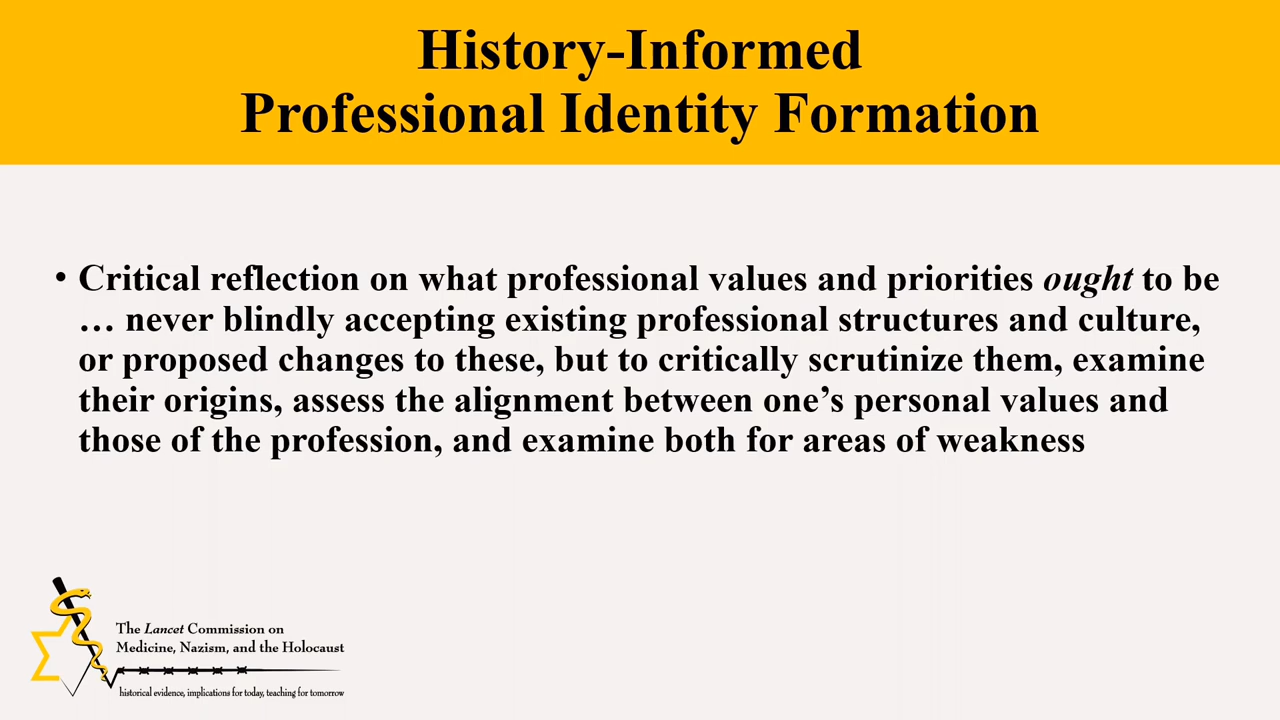 History-Informed
Professional Identity Formation
• Critical reflection on what professional values and priorities ought to be
… never blindly accepting existing professional structures and culture,
or proposed changes to these, but to critically scrutinize them, examine
their origins, assess the alignment between one’s personal values and
those of the profession, and examine both for areas of weakness
The Lancet Commission on
Medicine, Nazism, and the Holocaust
historical evidence, implications for today, teaching for tomorrow